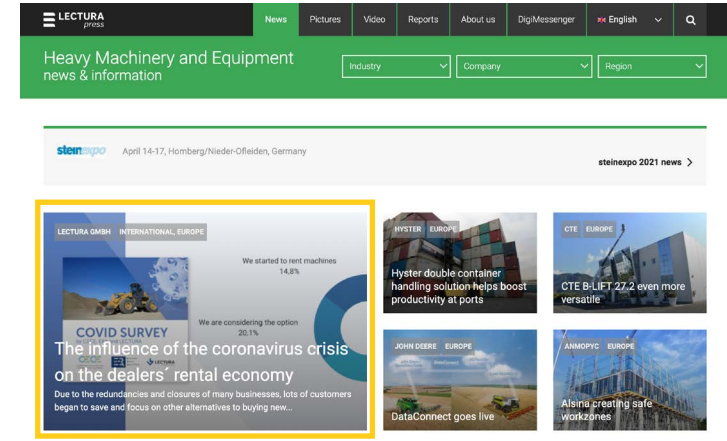 LECTURA
press
News Pictures Video Reports About us DigiMessenger English
Heavy Machinery and Equipment
news & information
Industry Company Region
steinexpo April 14-17, Homberg/Nieder-Ofleiden, Germany
steinexpo 2021 news
LECTURA GMBH INTERNATIONAL, EUROPE
We started to rent machines
14,8%
We are considering the option
20.1%
COVID SURVEY
LECTURA
The influence of the coronavirus crisis
on the dealers´ rental economy
Due to the redundancies and closures of many businesses, lots of customers
began to save and focus on other alternatives to buying new...
HYSTER EUROPE
Hyster double container
handling solution helps boost
productivity at ports
CTE EUROPE
CTE B-LIFT 27.2 even more
versatile
JOHN DEERE EUROPE
DataConnect goes live
ANMOPYC EUROPE
Alsina creating safe
workzones